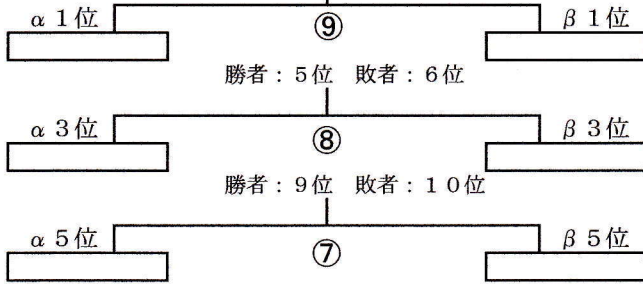 α１位 ⑨ β１位
勝者：５位　敗者：６位
α３位 ⑧ β３位
勝者：９位　敗者：１０位
α５位 ⑦ β５位